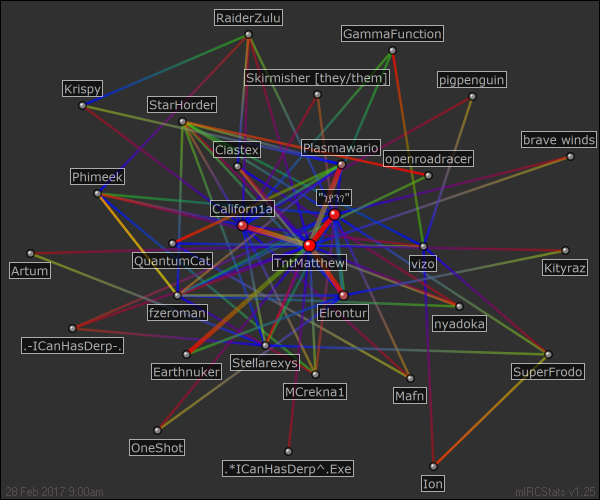 RaiderZulu
GammaFunction
Skirmisher [they/them]
pigpenguin
Krispy
StarHorder
brave winds
Ciastex
Plasmawario
openroadracer
Phimeek
Californ1a
QuantumCat
TntMatthew
vizo
Kityraz
Artum
fzeroman
Elrontur
nyadoka
.-ICanHasDerp-.
Earthnuker
Stellarexys
MCrekna1
Mafn
SuperFrodo
OneShot
.*ICanHasDerp^.Exe
Ion
28 Feb 2017 9:00am
mIRCStats v1.25